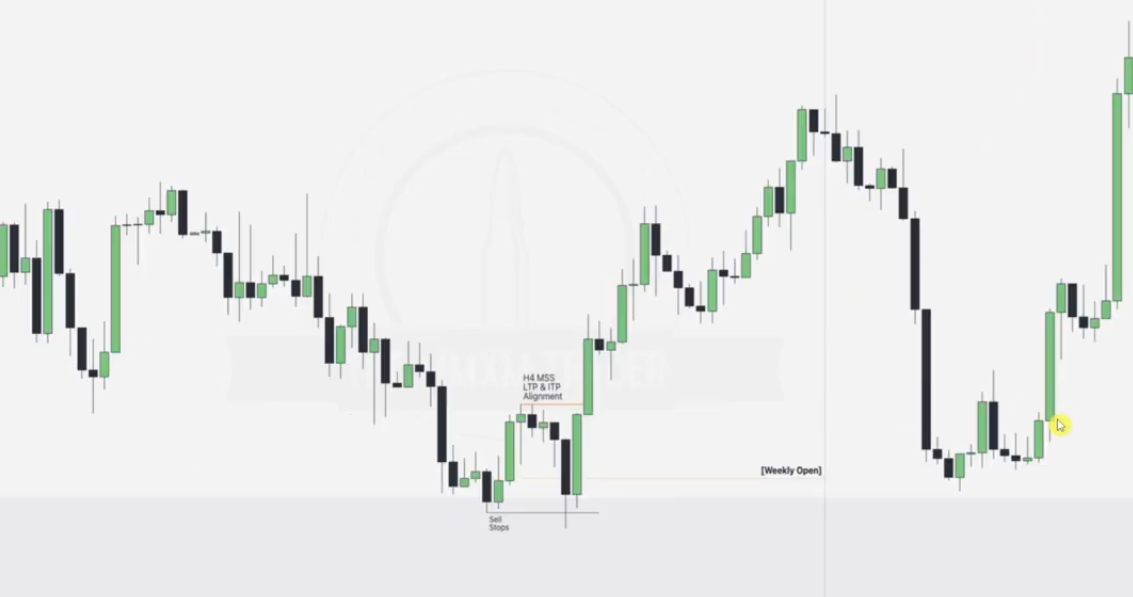 H4 MSS
LTP & ITP
Alignment
[Weekly Open]
Sell
Stops